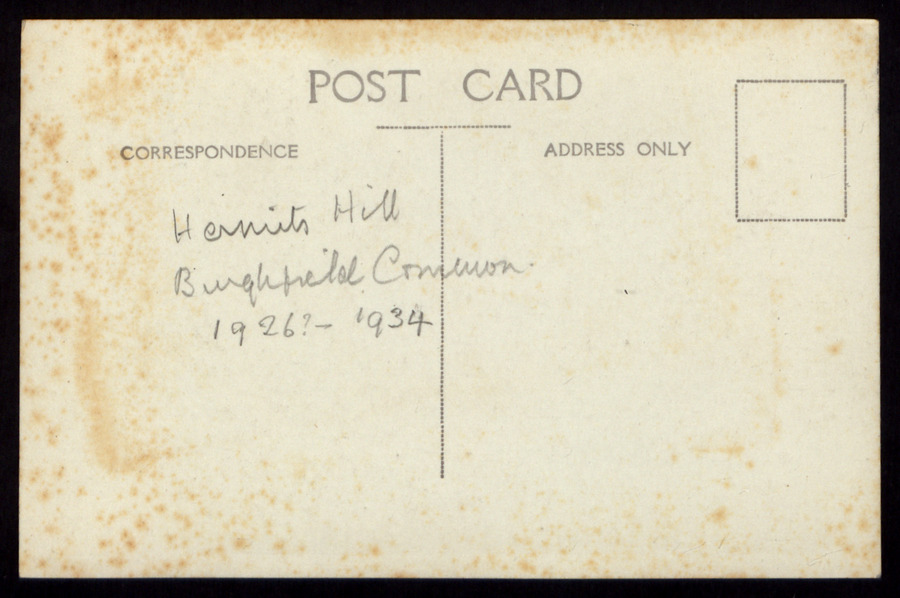 POST CARD
CORRESPONDENCE
ADDRESS ONLY
Hermits Hill
Burghfield Common.
1926? - 1934